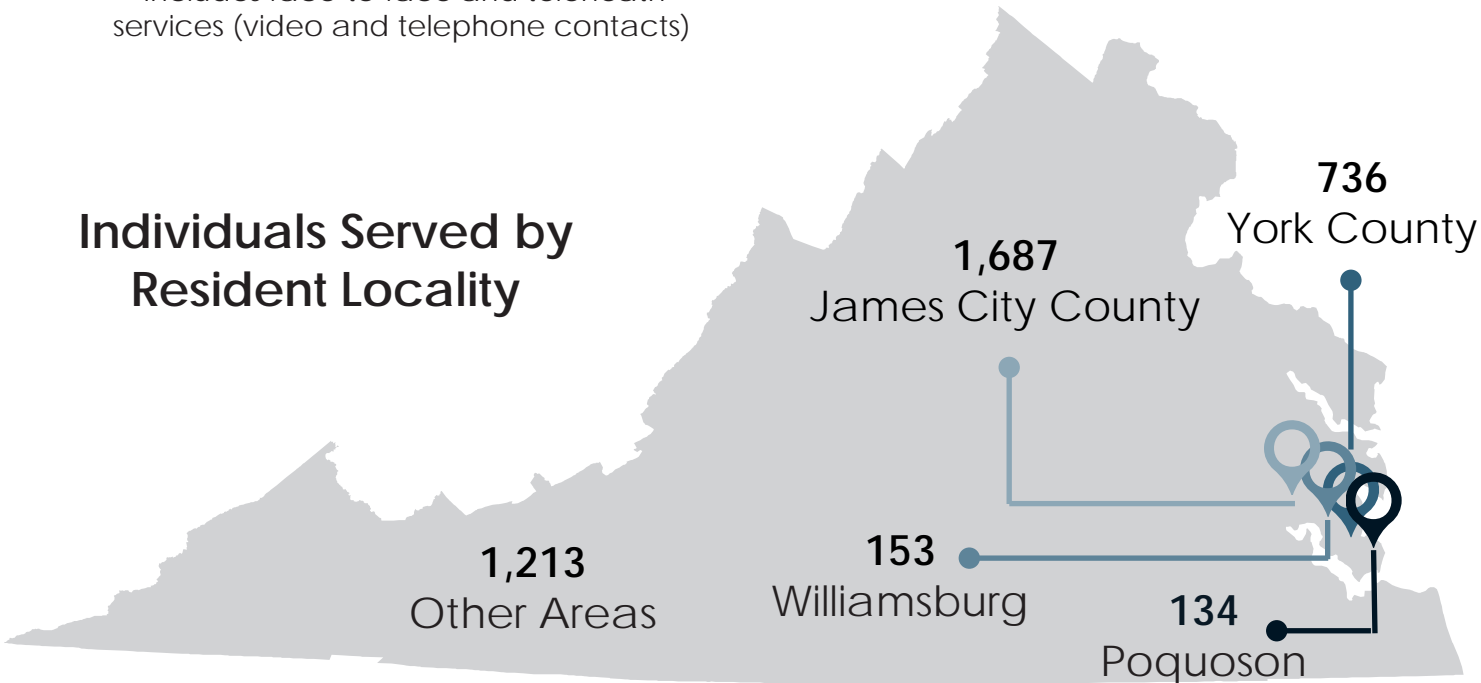 services (video and telephone contacts)
Individuals Served by
Resident Locality
736
York County
1,687
James City County
1,213
Other Areas
153
Williamsburg
134
Poquoson